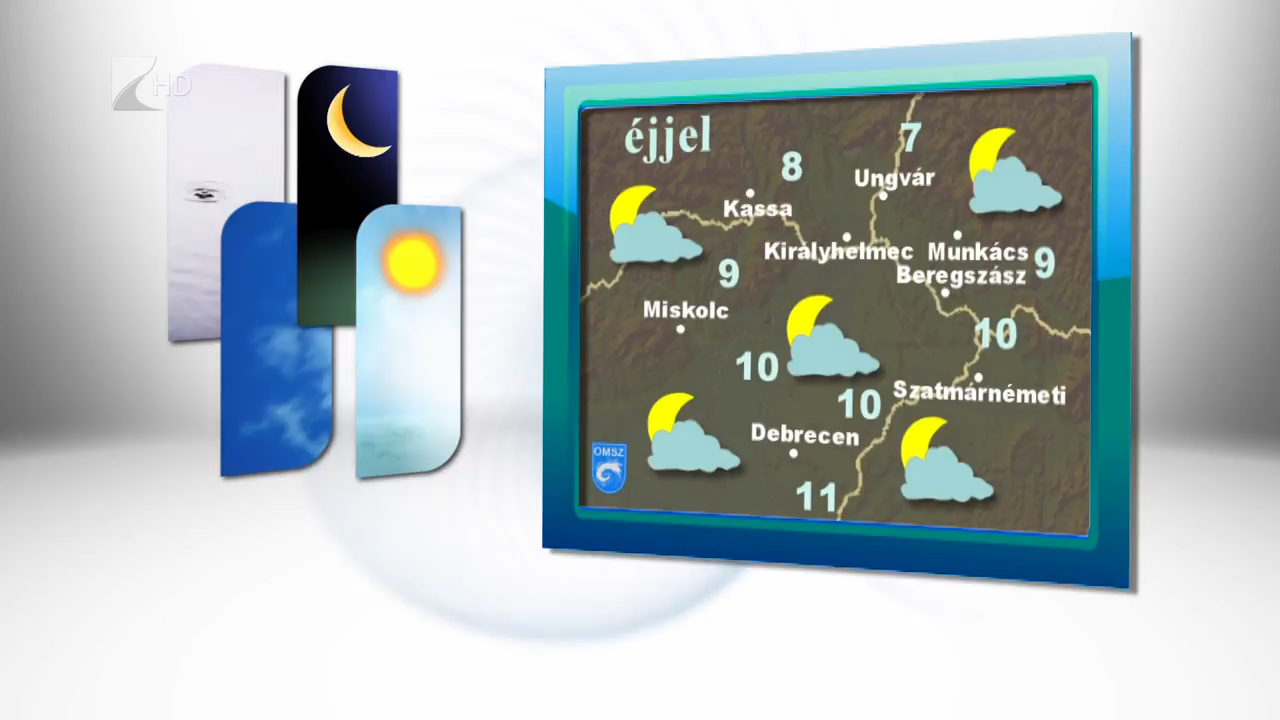 HD
éjjel
7
8
Ungvár
Kassa
Királyhelmec
Munkács
9
9
Beregszász
Miskolc
10
10
10
Szatmárnémeti
Debrecen
OMSZ
11